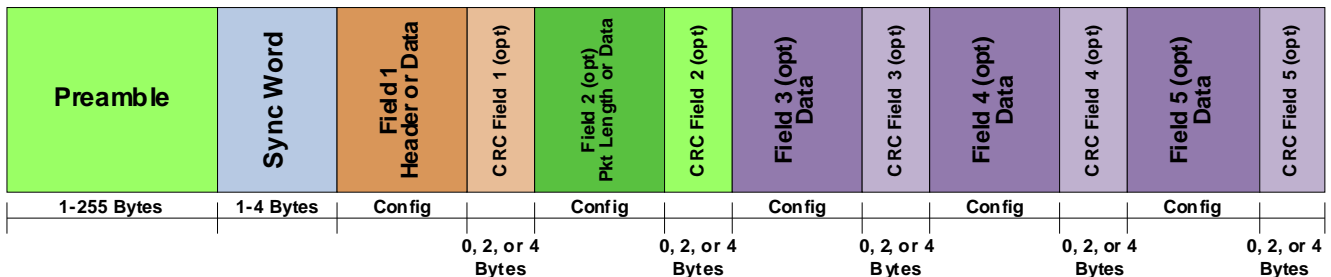 Preamble
Sync Word
Field 1
Header or Data
CRC Field 1 (opt)
Field 2 (opt)
Pkt Length or Data
CRC Field 2 (opt)
Field 3 (opt)
Data
CRC Field 3 (opt)
Field 4 (opt)
Data
CRC Field 4 (opt)
Field 5 (opt)
Data
CRC Field 5 (opt)
1-255 Bytes
1-4 Bytes
Config
Config
Config
Config
Config
0, 2, or 4
Bytes
0, 2, or 4
Bytes
0, 2, or 4
Bytes
0, 2, or 4
Bytes
0, 2, or 4
Bytes